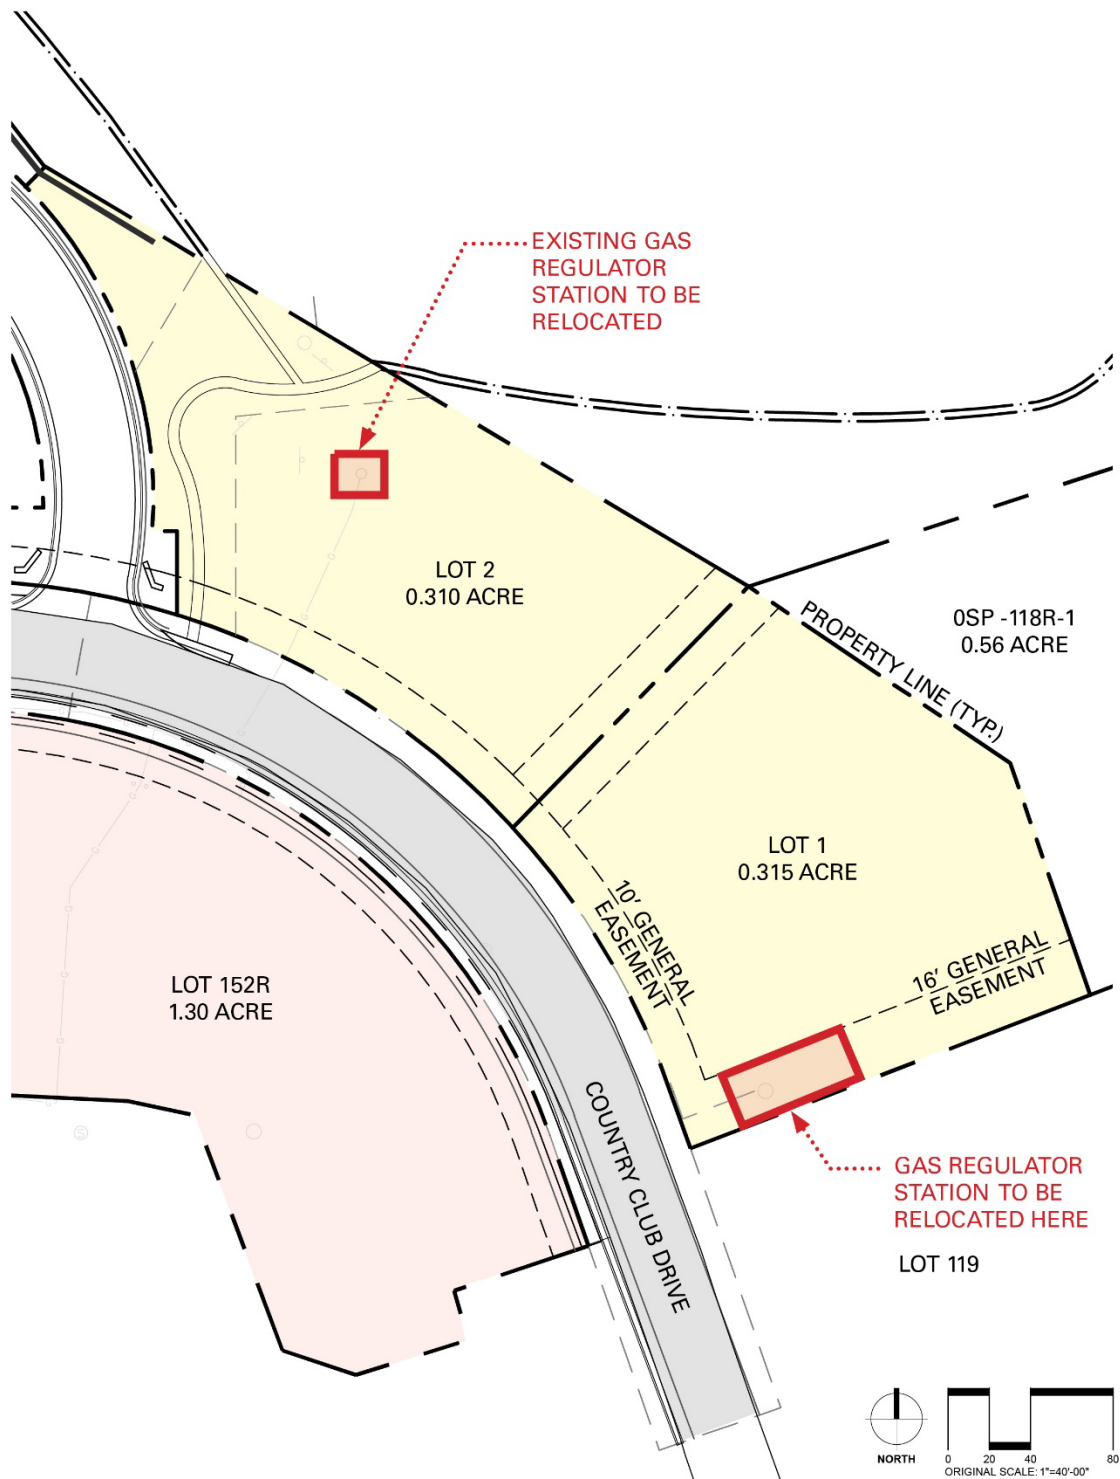 EXISTING GAS
REGULATOR
STATION TO BE
RELOCATED
LOT 2
0.310 ACRE
0SP -118R-1
0.56 ACRE
PROPERTY LINE (TYP.)
LOT 1
0.315 ACRE
10' GENERAL
EASEMENT
16' GENERAL
EASEMENT
LOT 152R
1.30 ACRE
COUNTRY CLUB DRIVE
GAS REGULATOR
STATION TO BE
RELOCATED HERE
LOT 119
S
NORTH
0 20 40 80
ORIGINAL SCALE: 1"=40'-00"